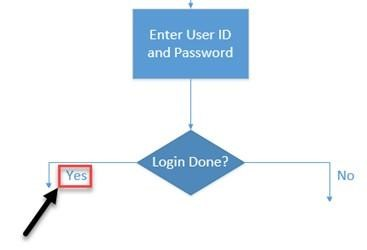 Enter User ID
and Password
Login Done?
Yes
No